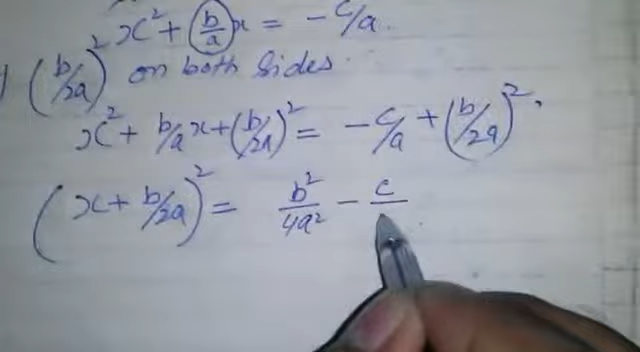 x² + b/a x = - c/a.
(b/2a)² on both sides.
x² + b/a x + (b/2a)² = - c/a + (b/2a)².
(x + b/2a)² = b²/4a² - c/